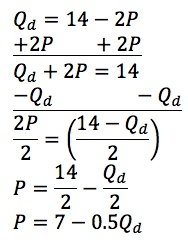 Q_d = 14 − 2P
+2P + 2P
Q_d + 2P = 14
−Q_d − Q_d
2P/2 = ((14 − Q_d)/2)
P = 14/2 − Q_d/2
P = 7 − 0.5Q_d